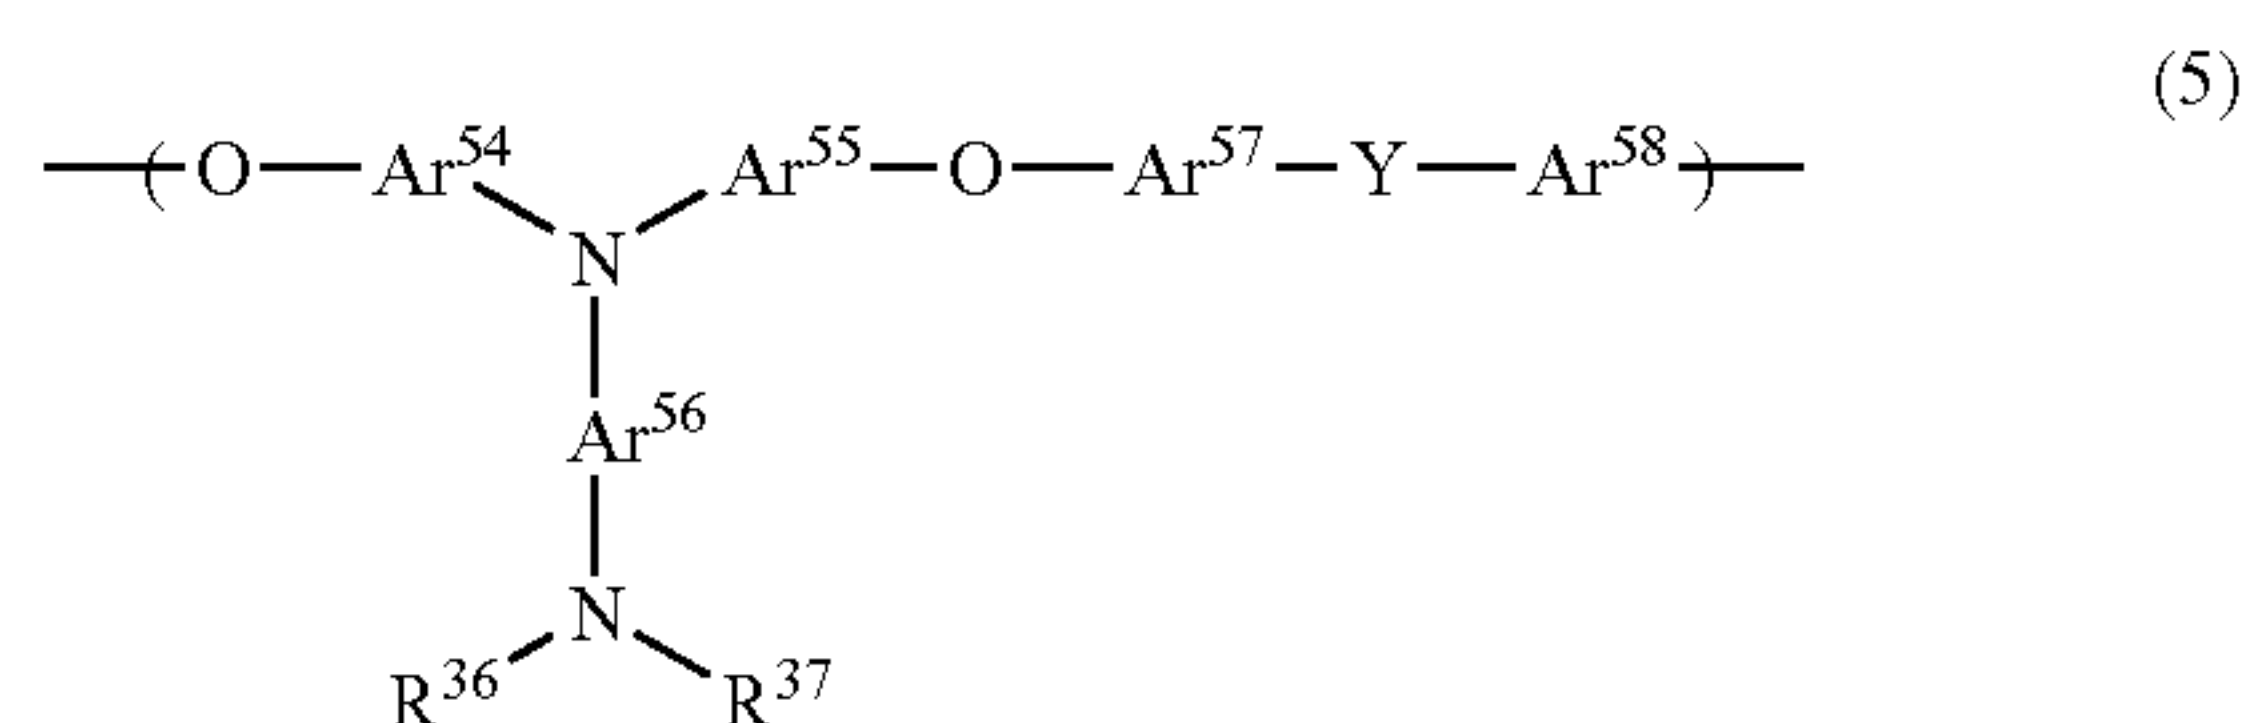 (5)
—(O—Ar⁵⁴ Ar⁵⁵—O—Ar⁵⁷—Y—Ar⁵⁸)—
N
Ar⁵⁶
N
R³⁶ R³⁷